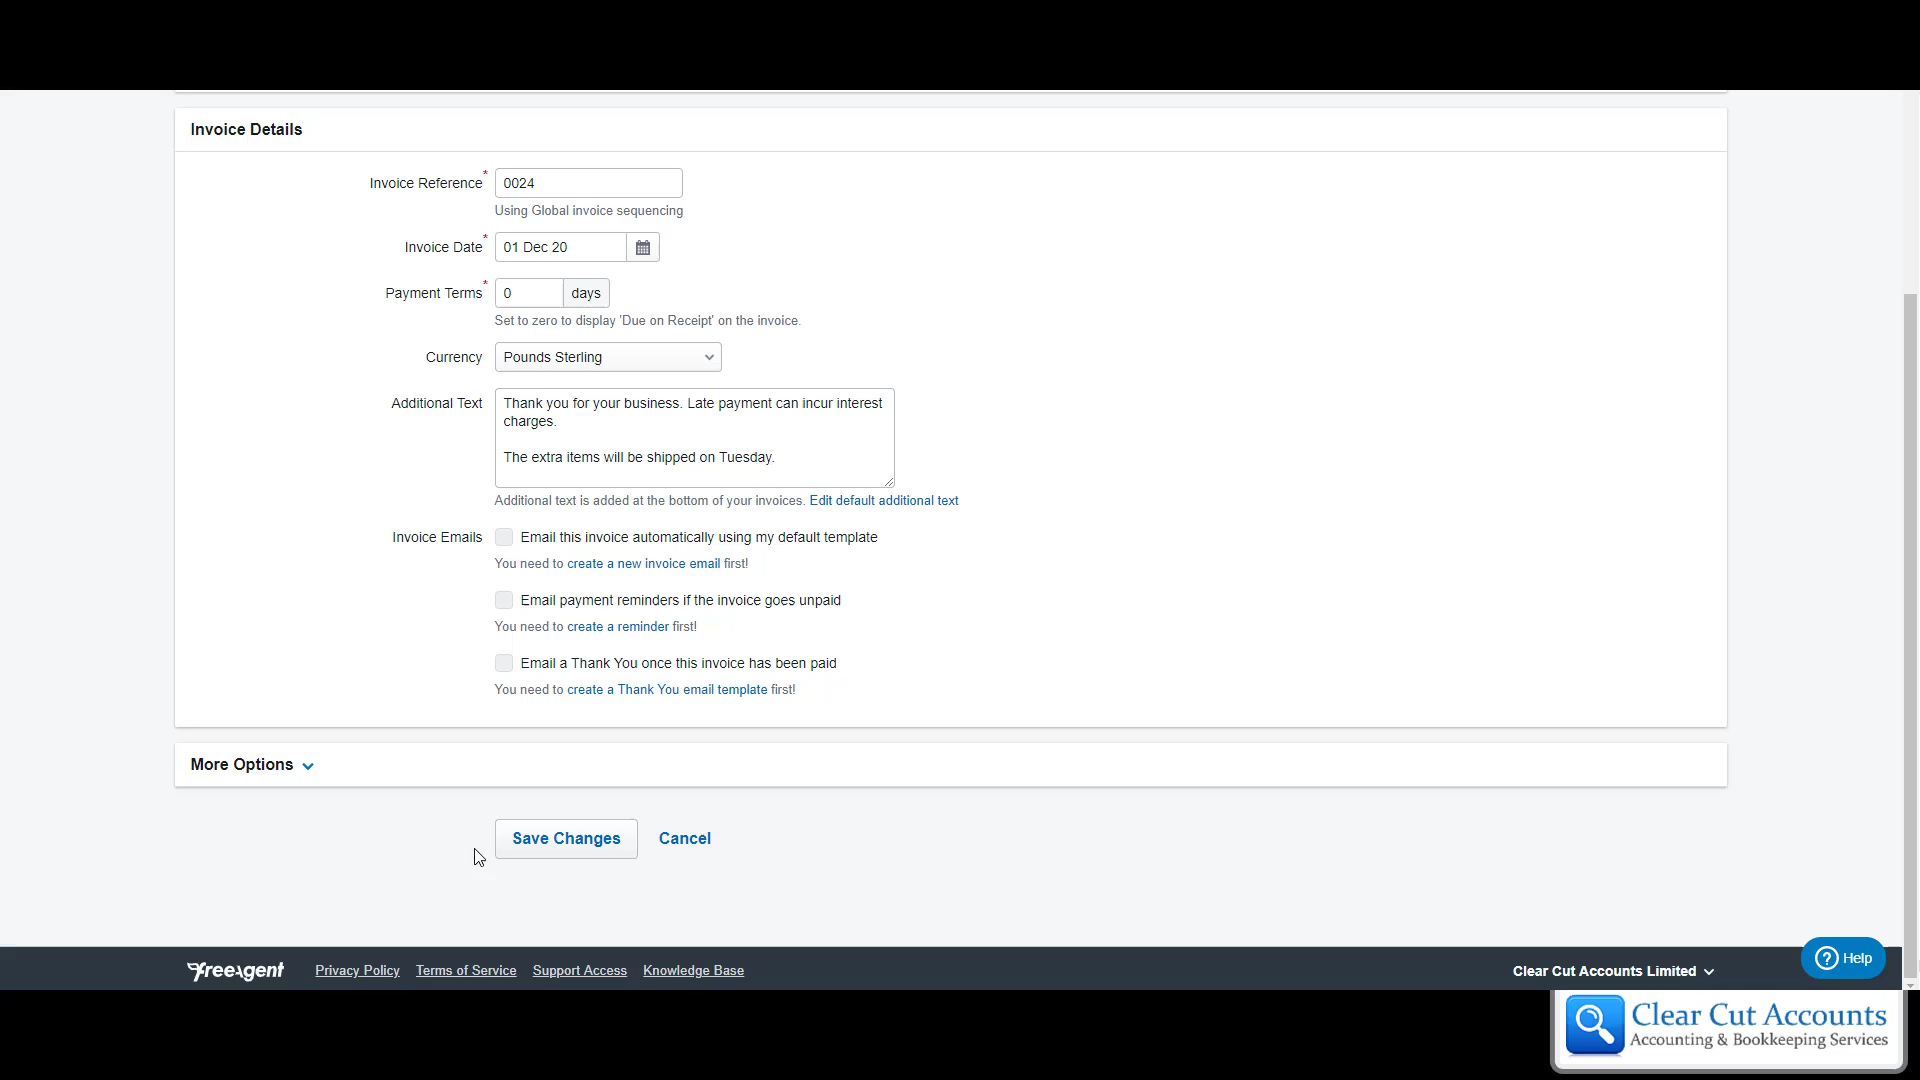 Invoice Details
Invoice Reference*
0024
Using Global invoice sequencing
Invoice Date*
01 Dec 20
Payment Terms*
0 days
Set to zero to display 'Due on Receipt' on the invoice.
Currency
Pounds Sterling
Additional Text
Thank you for your business. Late payment can incur interest
charges.
The extra items will be shipped on Tuesday.
Additional text is added at the bottom of your invoices. Edit default additional text
Invoice Emails
Email this invoice automatically using my default template
You need to create a new invoice email first!
Email payment reminders if the invoice goes unpaid
You need to create a reminder first!
Email a Thank You once this invoice has been paid
You need to create a Thank You email template first!
More Options
Save Changes Cancel
freeagent Privacy Policy Terms of Service Support Access Knowledge Base
Clear Cut Accounts Limited
? Help
Clear Cut Accounts
Accounting & Bookkeeping Services